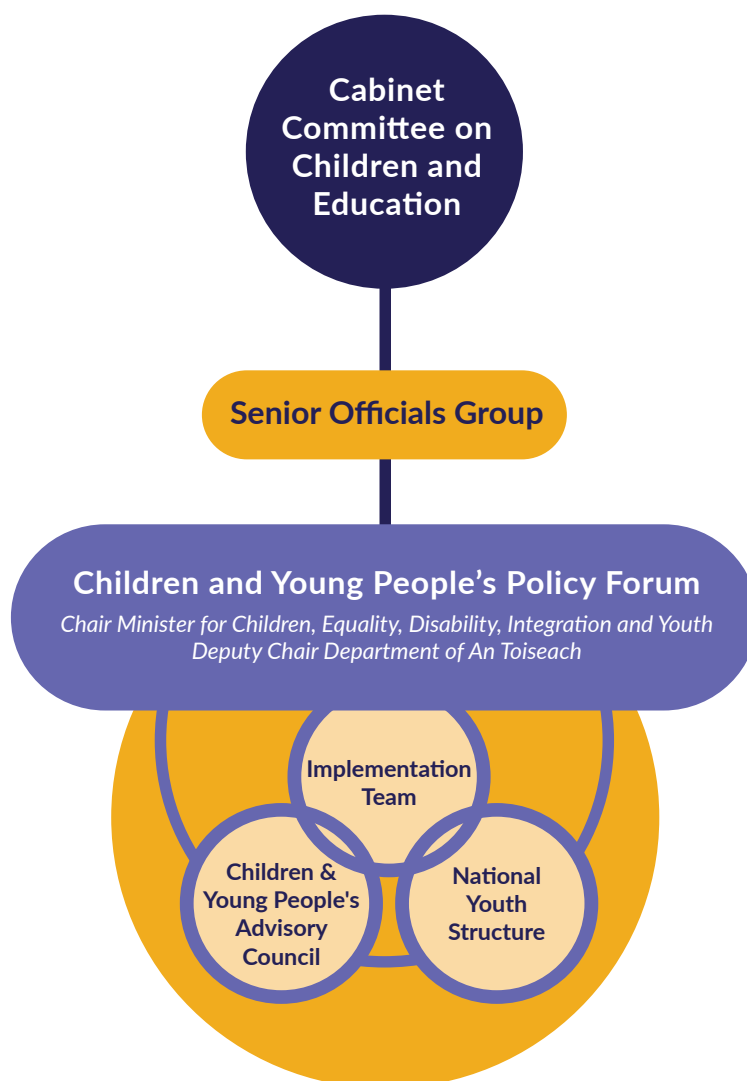 Cabinet
Committee on
Children and
Education
Senior Officials Group
Children and Young People’s Policy Forum
Chair Minister for Children, Equality, Disability, Integration and Youth
Deputy Chair Department of An Toiseach
Implementation
Team
Children &
Young People's
Advisory
Council
National
Youth
Structure